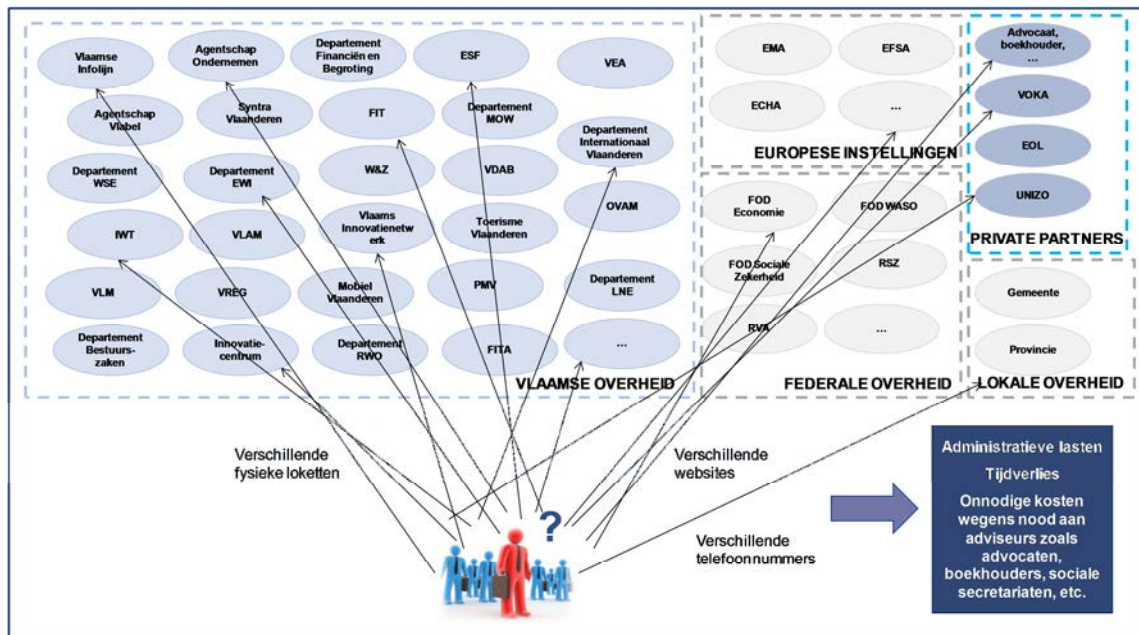 Vlaamse
Infolijn
Agentschap
Ondernemen
Departement
Financiën en
Begroting
ESF
VEA
Agentschap
Vlabel
Syntra
Vlaanderen
FIT
Departement
MOW
Departement
Internationaal
Vlaanderen
Departement
WSE
Departement
EWI
W&Z
VDAB
OVAM
IWT
VLAM
Vlaams
Innovatienetw
erk
Toerisme
Vlaanderen
VLM
VREG
Mobiel
Vlaanderen
PMV
Departement
LNE
Departement
Bestuurs-
zaken
Innovatie-
centrum
Departement
RWO
FITA
...
VLAAMSE OVERHEID
EMA
EFSA
ECHA
...
EUROPESE INSTELLINGEN
FOD
Economie
FOD WASO
FOD Sociale
Zekerheid
RSZ
RVA
...
FEDERALE OVERHEID
Advocaat,
boekhouder,
...
VOKA
EOL
UNIZO
PRIVATE PARTNERS
Gemeente
Provincie
LOKALE OVERHEID
Verschillende
fysieke loketten
Verschillende
websites
Verschillende
telefoonnummers
?
Administratieve lasten
Tijdverlies
Onnodige kosten
wegens nood aan
adviseurs zoals
advocaten,
boekhouders, sociale
secretariaten, etc.